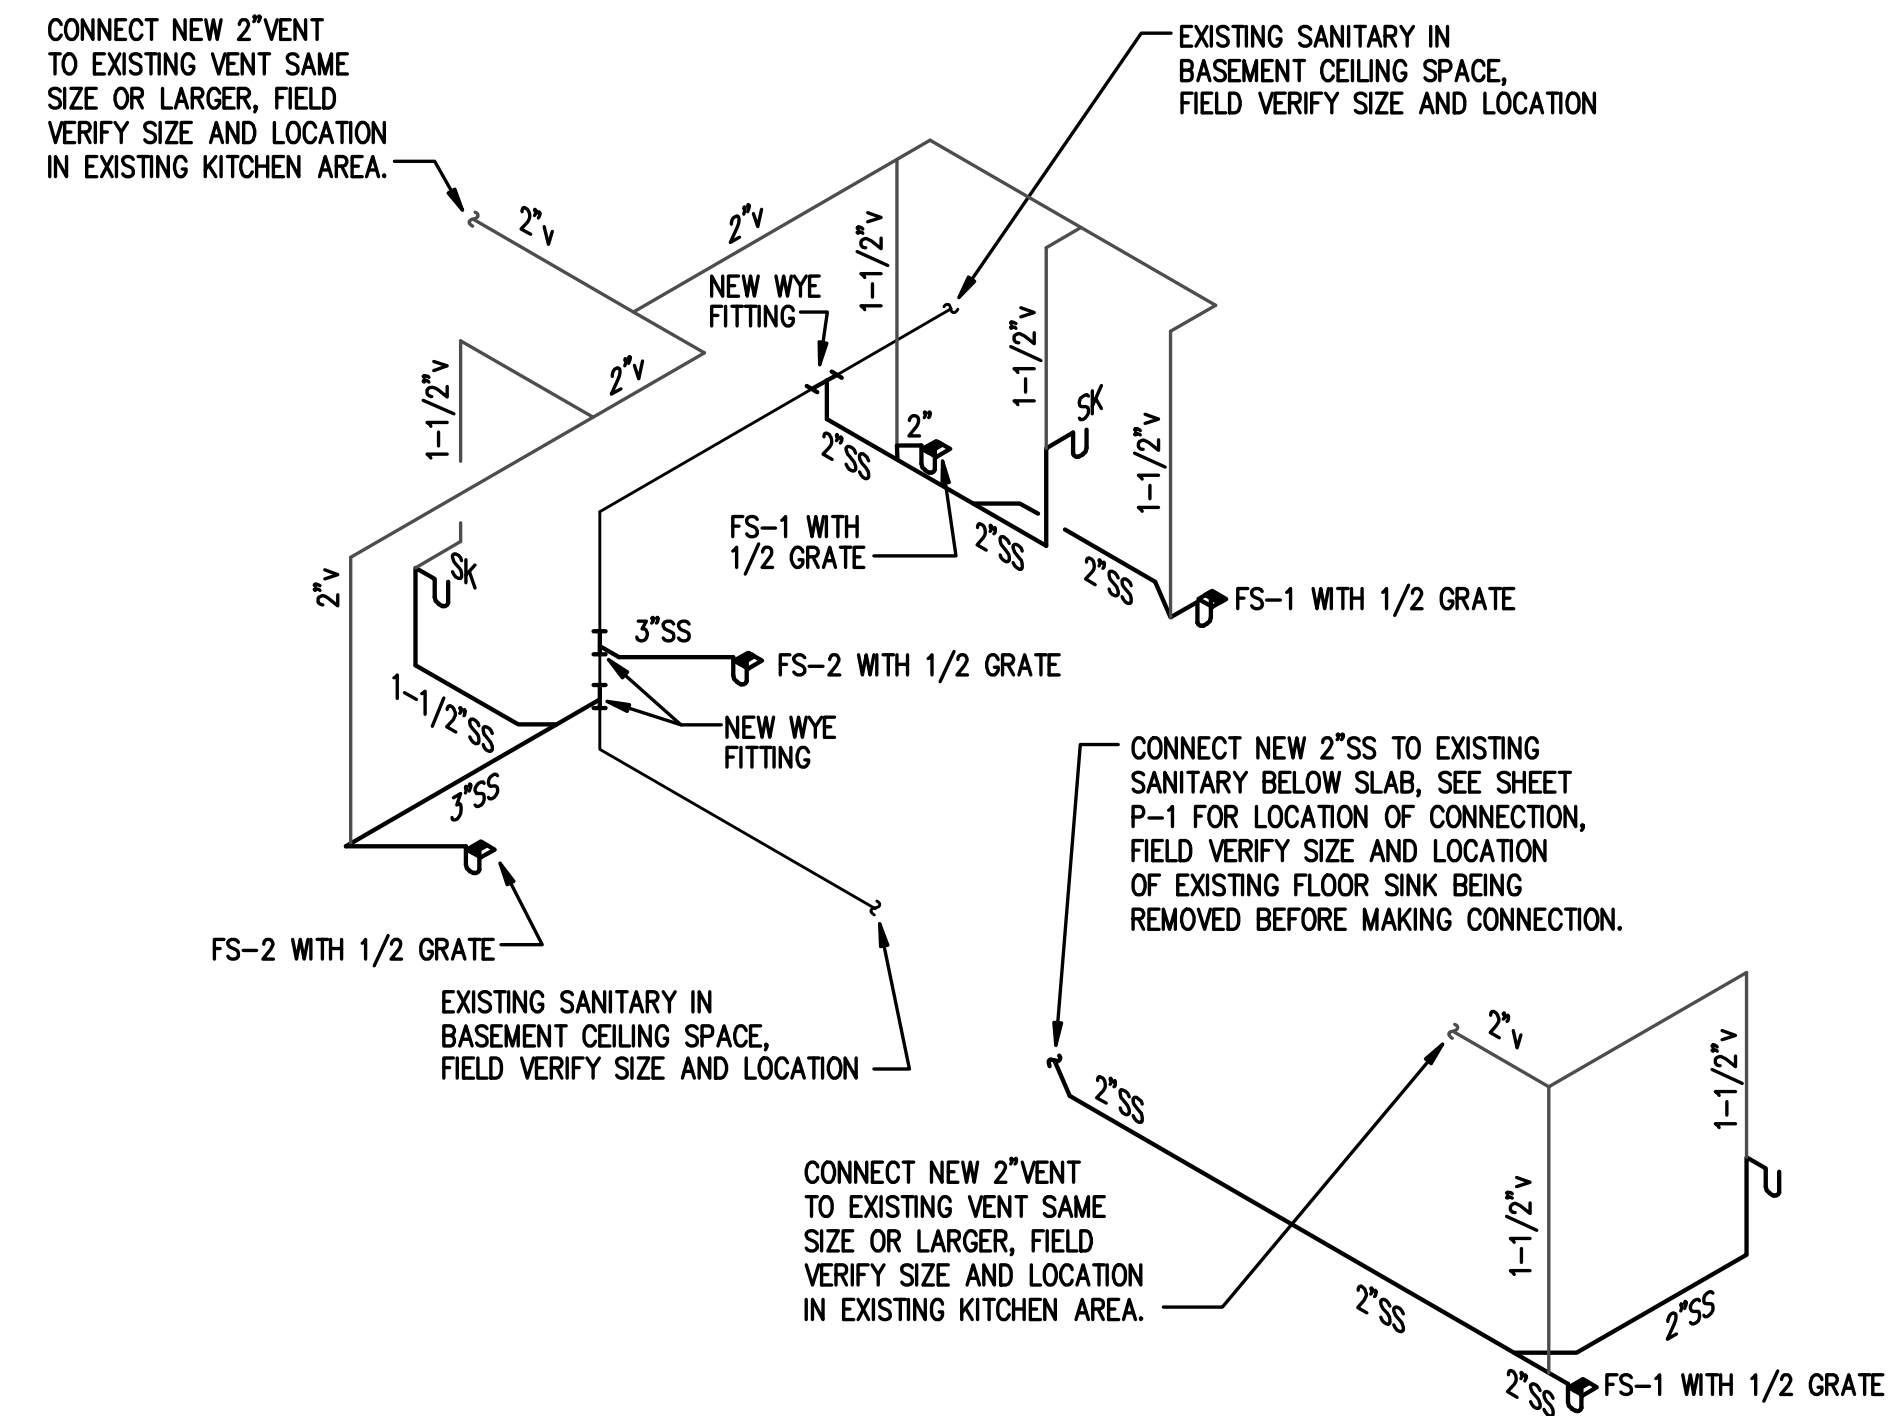 CONNECT NEW 2"VENT
TO EXISTING VENT SAME
SIZE OR LARGER, FIELD
VERIFY SIZE AND LOCATION
IN EXISTING KITCHEN AREA.
EXISTING SANITARY IN
BASEMENT CEILING SPACE,
FIELD VERIFY SIZE AND LOCATION
2"V
2"V
1-1/2"V
NEW WYE
FITTING
1-1/2"V
2"V
1-1/2"V
SK
1-1/2"V
2"
2"SS
FS-1 WITH
1/2 GRATE
2"SS
2"SS
FS-1 WITH 1/2 GRATE
2"V
SK
3"SS
FS-2 WITH 1/2 GRATE
1-1/2"SS
NEW WYE
FITTING
3"SS
FS-2 WITH 1/2 GRATE
EXISTING SANITARY IN
BASEMENT CEILING SPACE,
FIELD VERIFY SIZE AND LOCATION
CONNECT NEW 2"SS TO EXISTING
SANITARY BELOW SLAB, SEE SHEET
P-1 FOR LOCATION OF CONNECTION,
FIELD VERIFY SIZE AND LOCATION
OF EXISTING FLOOR SINK BEING
REMOVED BEFORE MAKING CONNECTION.
2"V
1-1/2"V
2"SS
CONNECT NEW 2"VENT
TO EXISTING VENT SAME
SIZE OR LARGER, FIELD
VERIFY SIZE AND LOCATION
IN EXISTING KITCHEN AREA.
1-1/2"V
2"SS
2"SS
2"SS
FS-1 WITH 1/2 GRATE